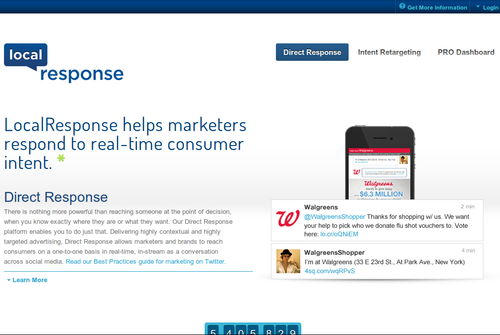 Get More Information Login
local
response
Direct Response Intent Retargeting PRO Dashboard
LocalResponse helps marketers
respond to real-time consumer
intent. *
Direct Response
There is nothing more powerful than reaching someone at the point of decision,
when you know exactly where they are or what they want. Our Direct Response
platform enables you to do just that. Delivering highly contextual and highly
targeted advertising, Direct Response allows marketers and brands to reach
consumers on a one-to-one basis in real-time, in-stream as a conversation
across social media. Read our Best Practices guide for marketing on Twitter.
Learn More
Walgreens
$6.3 MILLION
Walgreens 2 min
@WalgreensShopper Thanks for shopping w/ us. We want
your help to pick who we donate flu shot vouchers to. Vote
here: lo.cr/oQNiEM
WalgreensShopper 4 min
I'm at Walgreens (33 E 23rd St., At Park Ave., New York)
4sq.com/wqRPvS
5 405 829